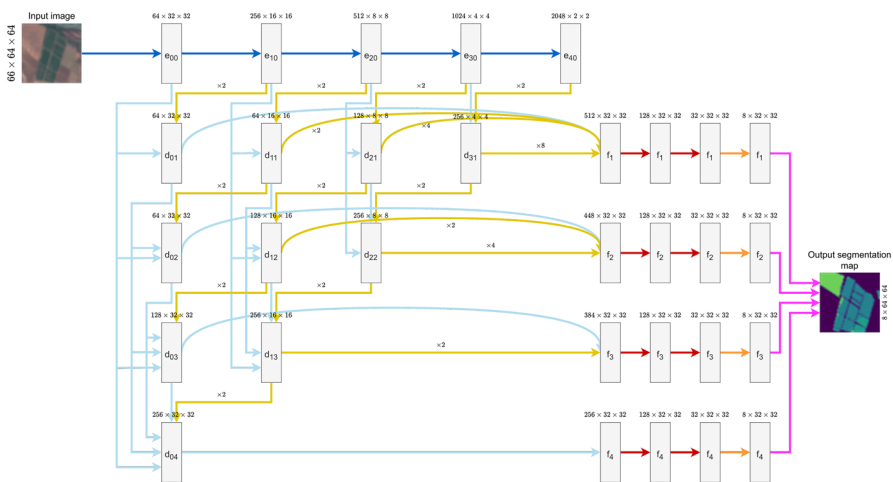 Input image
66 × 64 × 64
64 × 32 × 32
256 × 16 × 16
512 × 8 × 8
1024 × 4 × 4
2048 × 2 × 2
e00
e10
e20
e30
e40
×2
×2
×2
×2
64 × 32 × 32
64 × 16 × 16
128 × 8 × 8
256 × 4 × 4
512 × 32 × 32
128 × 32 × 32
32 × 32 × 32
8 × 32 × 32
×2
×4
×8
d01
d11
d21
d31
f1
f1
f1
f1
×2
×2
×2
64 × 32 × 32
128 × 16 × 16
256 × 8 × 8
448 × 32 × 32
128 × 32 × 32
32 × 32 × 32
8 × 32 × 32
×2
×4
d02
d12
d22
f2
f2
f2
f2
Output segmentation
map
8 × 64 × 64
×2
×2
128 × 32 × 32
256 × 16 × 16
384 × 32 × 32
128 × 32 × 32
32 × 32 × 32
8 × 32 × 32
×2
d03
d13
f3
f3
f3
f3
×2
256 × 32 × 32
256 × 32 × 32
128 × 32 × 32
32 × 32 × 32
8 × 32 × 32
d04
f4
f4
f4
f4